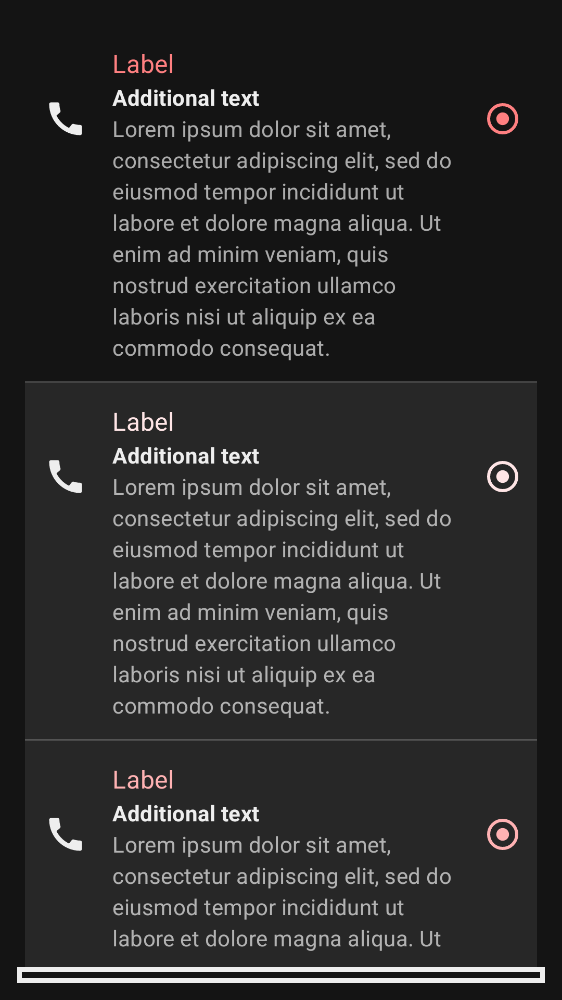 Label
Additional text
Lorem ipsum dolor sit amet,
consectetur adipiscing elit, sed do
eiusmod tempor incididunt ut
labore et dolore magna aliqua. Ut
enim ad minim veniam, quis
nostrud exercitation ullamco
laboris nisi ut aliquip ex ea
commodo consequat.
Label
Additional text
Lorem ipsum dolor sit amet,
consectetur adipiscing elit, sed do
eiusmod tempor incididunt ut
labore et dolore magna aliqua. Ut
enim ad minim veniam, quis
nostrud exercitation ullamco
laboris nisi ut aliquip ex ea
commodo consequat.
Label
Additional text
Lorem ipsum dolor sit amet,
consectetur adipiscing elit, sed do
eiusmod tempor incididunt ut
labore et dolore magna aliqua. Ut